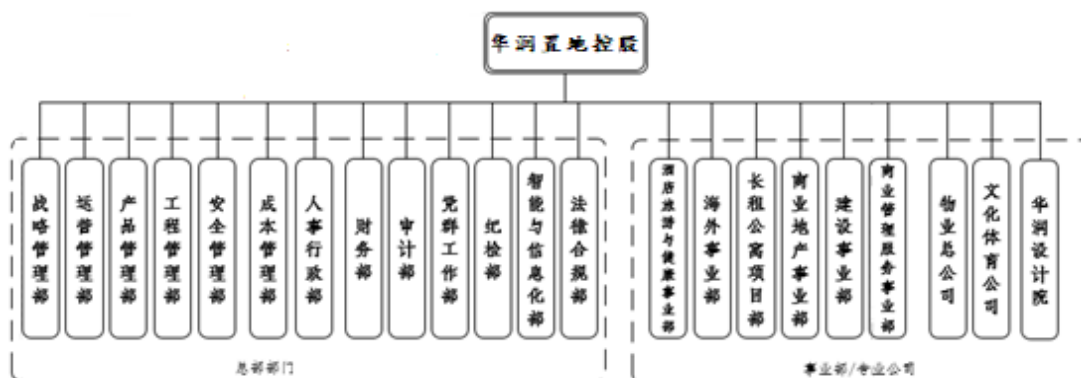 华润置地控股
战略管理部
运营管理部
产品管理部
工程管理部
安全管理部
成本管理部
人事行政部
财务部
审计部
党群工作部
纪检部
智能与信息化部
法律合规部
酒店旅游与健康事业部
海外事业部
长租公寓项目部
商业地产事业部
建设事业部
商业管理服务事业部
物业总公司
文化体育公司
华润设计院
总部部门
事业部/专业公司